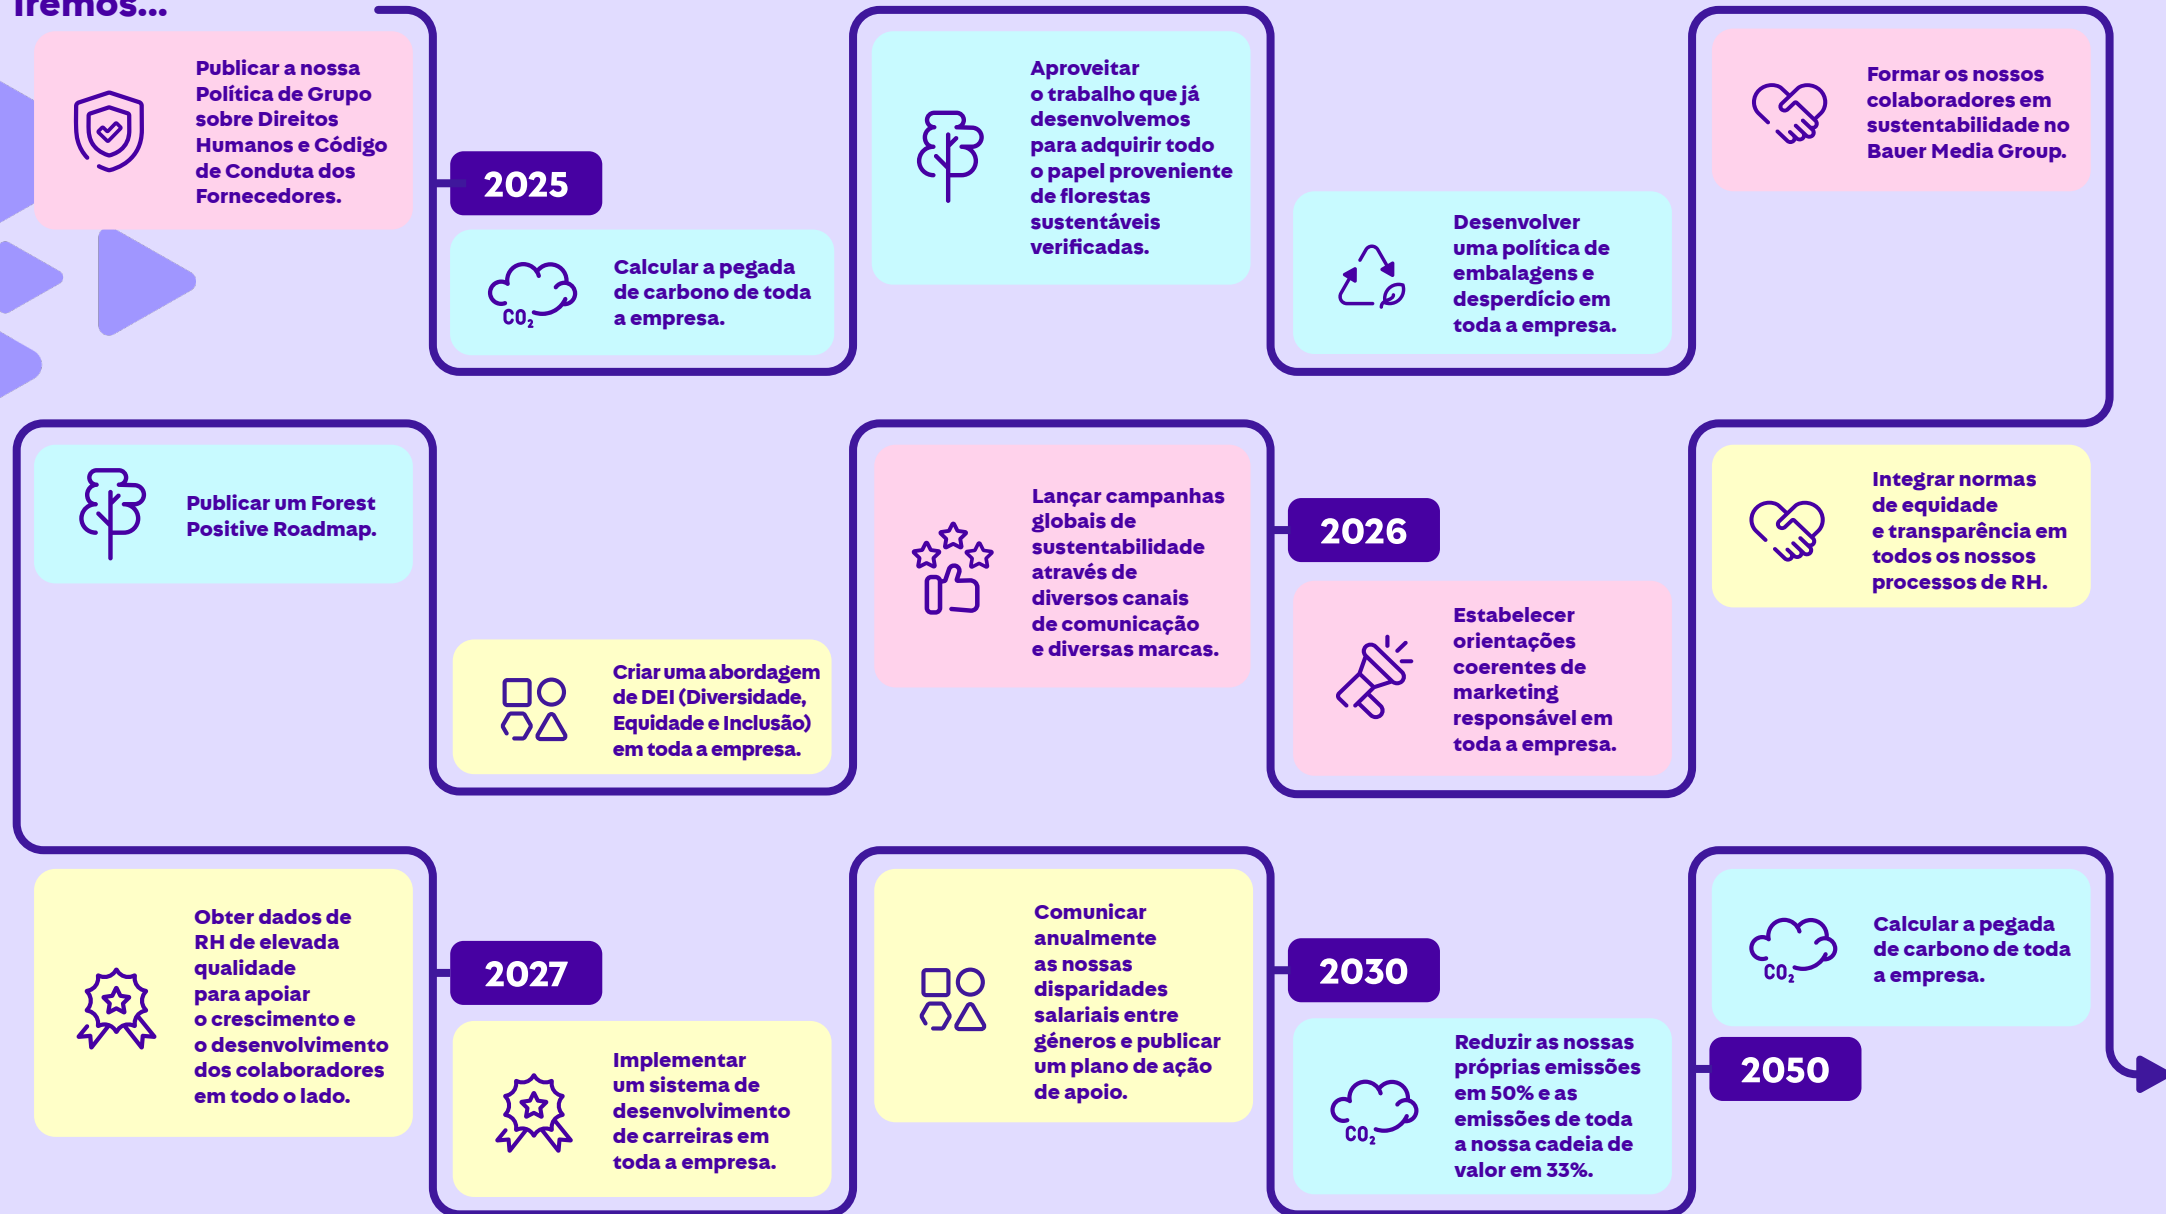 Iremos...
Publicar a nossa
Política de Grupo
sobre Direitos
Humanos e Código
de Conduta dos
Fornecedores.
2025
CO₂
Calcular a pegada
de carbono de toda
a empresa.
Aproveitar
o trabalho que já
desenvolvemos
para adquirir todo
o papel proveniente
de florestas
sustentáveis
verificadas.
Desenvolver
uma política de
embalagens e
desperdício em
toda a empresa.
Formar os nossos
colaboradores em
sustentabilidade no
Bauer Media Group.
Integrar normas
de equidade
e transparência em
todos os nossos
processos de RH.
2026
Estabelecer
orientações
coerentes de
marketing
responsável em
toda a empresa.
Lançar campanhas
globais de
sustentabilidade
através de
diversos canais
de comunicação
e diversas marcas.
Criar uma abordagem
de DEI (Diversidade,
Equidade e Inclusão)
em toda a empresa.
Publicar um Forest
Positive Roadmap.
Obter dados de
RH de elevada
qualidade
para apoiar
o crescimento e
o desenvolvimento
dos colaboradores
em todo o lado.
2027
Implementar
um sistema de
desenvolvimento
de carreiras em
toda a empresa.
Comunicar
anualmente
as nossas
disparidades
salariais entre
géneros e publicar
um plano de ação
de apoio.
2030
CO₂
Reduzir as nossas
próprias emissões
em 50% e as
emissões de toda
a nossa cadeia de
valor em 33%.
CO₂
Calcular a pegada
de carbono de toda
a empresa.
2050